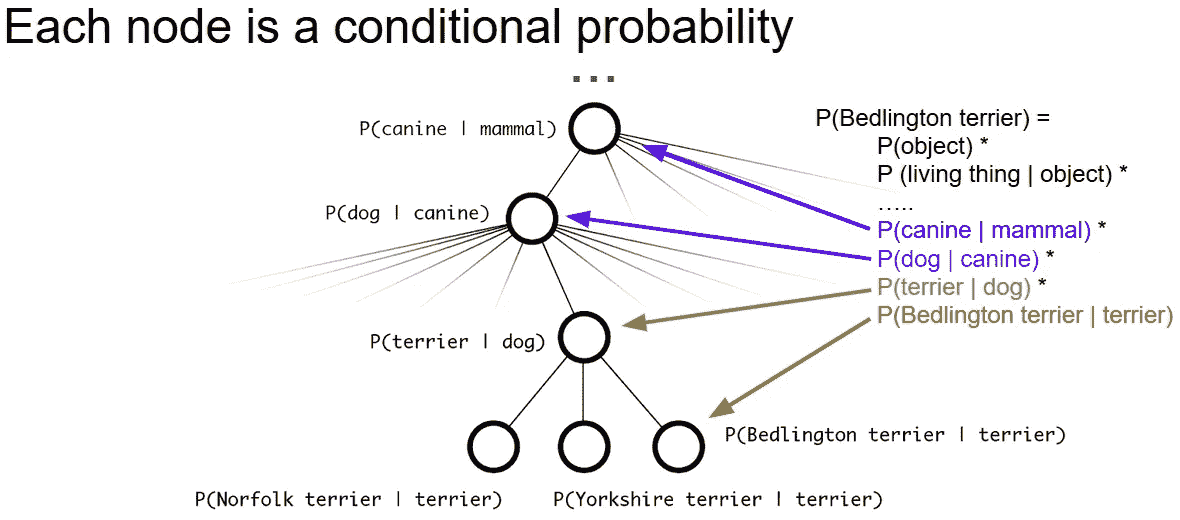 Each node is a conditional probability
...
P(canine | mammal)
P(Bedlington terrier) =
P(object) *
P (living thing | object) *
.....
P(dog | canine)
P(canine | mammal) *
P(dog | canine) *
P(terrier | dog) *
P(Bedlington terrier | terrier)
P(terrier | dog)
P(Bedlington terrier | terrier)
P(Norfolk terrier | terrier)
P(Yorkshire terrier | terrier)